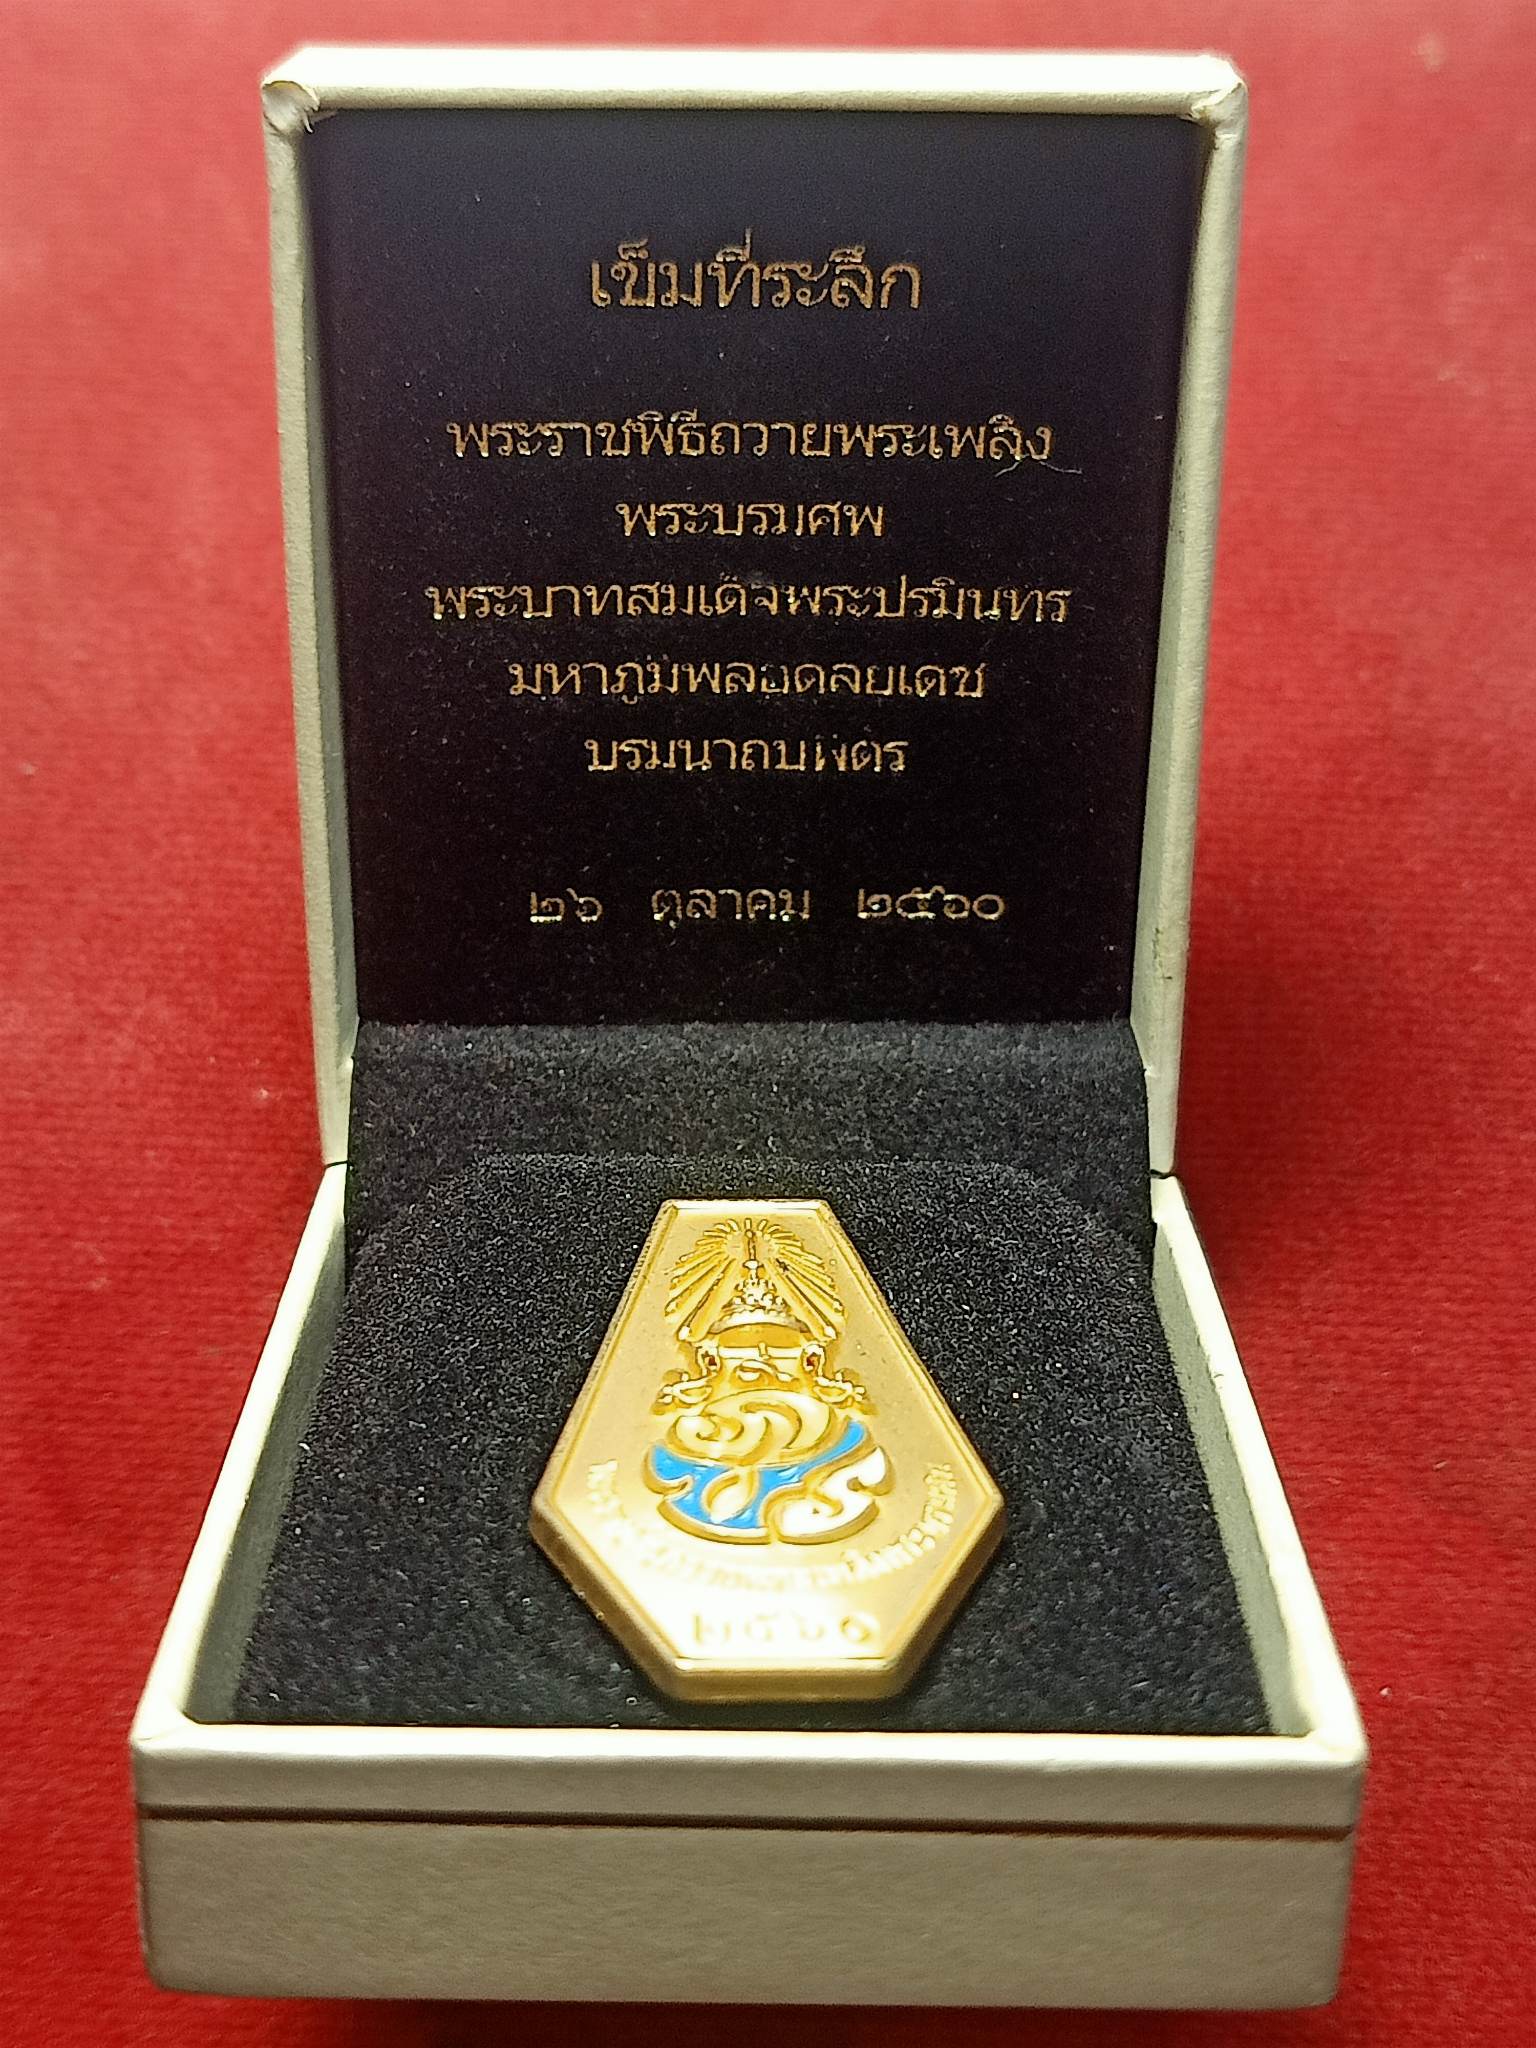 เข็มที่ระลึก
พระราชพิธีถวายพระเพลิง
พระบรมศพ
พระบาทสมเด็จพระปรมินทร
มหาภูมิพลอดุลยเดช
บรมนาถบพิตร
๒๖ ตุลาคม ๒๕๖๐
๒๕๖๐